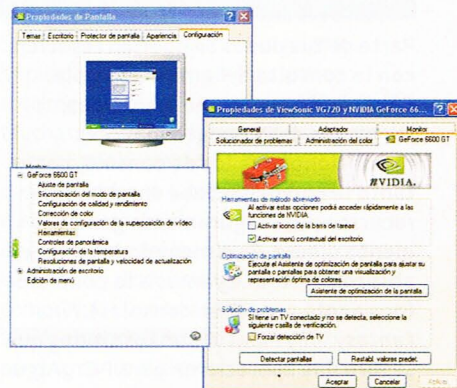 Propiedades de Pantalla
Temas Escritorio Protector de pantalla Apariencia Configuración
GeForce 6600 GT
Ajuste de pantalla
Sincronización del modo de pantalla
Configuración de calidad y rendimiento
Corrección de color
Valores de configuración de la superposición de vídeo
Herramientas
Controles de panorámica
Configuración de la temperatura
Resoluciones de pantalla y velocidad de actualización
Administración de escritorio
Edición de menú
Propiedades de ViewSonic VG720 y NVIDIA GeForce 66...
General Adaptador Monitor
Solucionador de problemas Administración del color GeForce 6600 GT
NVIDIA.
Herramientas de método abreviado
Al activar estas opciones podrá acceder rápidamente a las
funciones de NVIDIA.
Activar icono de la barra de tareas
Activar menú contextual del escritorio
Optimización de pantalla
Ejecute el Asistente de optimización de pantalla para ajustar su
pantalla o pantallas para obtener una visualización y
representación óptima de colores.
Asistente de optimización de la pantalla
Solución de problemas
Si tiene un TV conectado y no se detecta, seleccione la
siguiente casilla de verificación.
Forzar detección de TV
Detectar pantallas Restabl. valores predet.
Aceptar Cancelar Aplicar